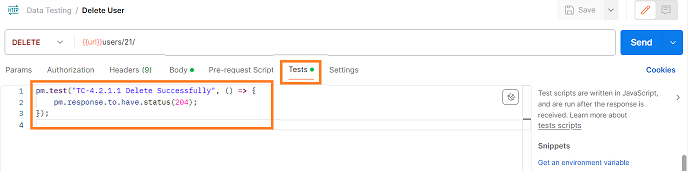 HTTP Data Testing / Delete User
Save
DELETE {{url}}users/21/
Send
Params Authorization Headers (9) Body Pre-request Script Tests Settings
Cookies
1 pm.test("TC-4.2.1.1 Delete Successfully", () => {
2 pm.response.to.have.status(204);
3 });
4
Test scripts are written in JavaScript,
and are run after the response is
received. Learn more about
tests scripts
Snippets
Get an environment variable